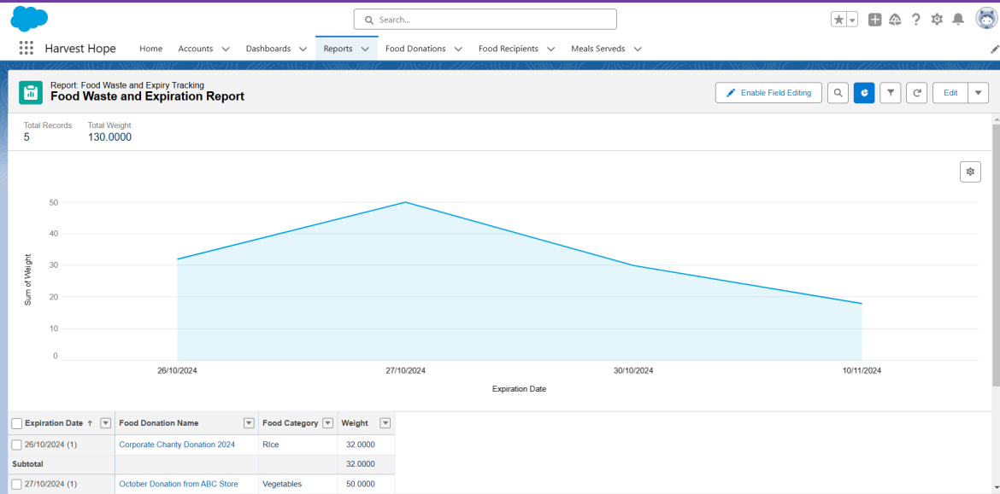 Search...
Harvest Hope Home Accounts Dashboards Reports Food Donations Food Recipients Meals Serveds
Report: Food Waste and Expiry Tracking
Food Waste and Expiration Report
Enable Field Editing Edit
Total Records Total Weight
5 130.0000
50
40
30
20
10
0
Sum of Weight
26/10/2024 27/10/2024 30/10/2024 10/11/2024
Expiration Date
Expiration Date ↑ Food Donation Name Food Category Weight
26/10/2024 (1) Corporate Charity Donation 2024 RIce 32.0000
Subtotal 32.0000
27/10/2024 (1) October Donation from ABC Store Vegetables 50.0000